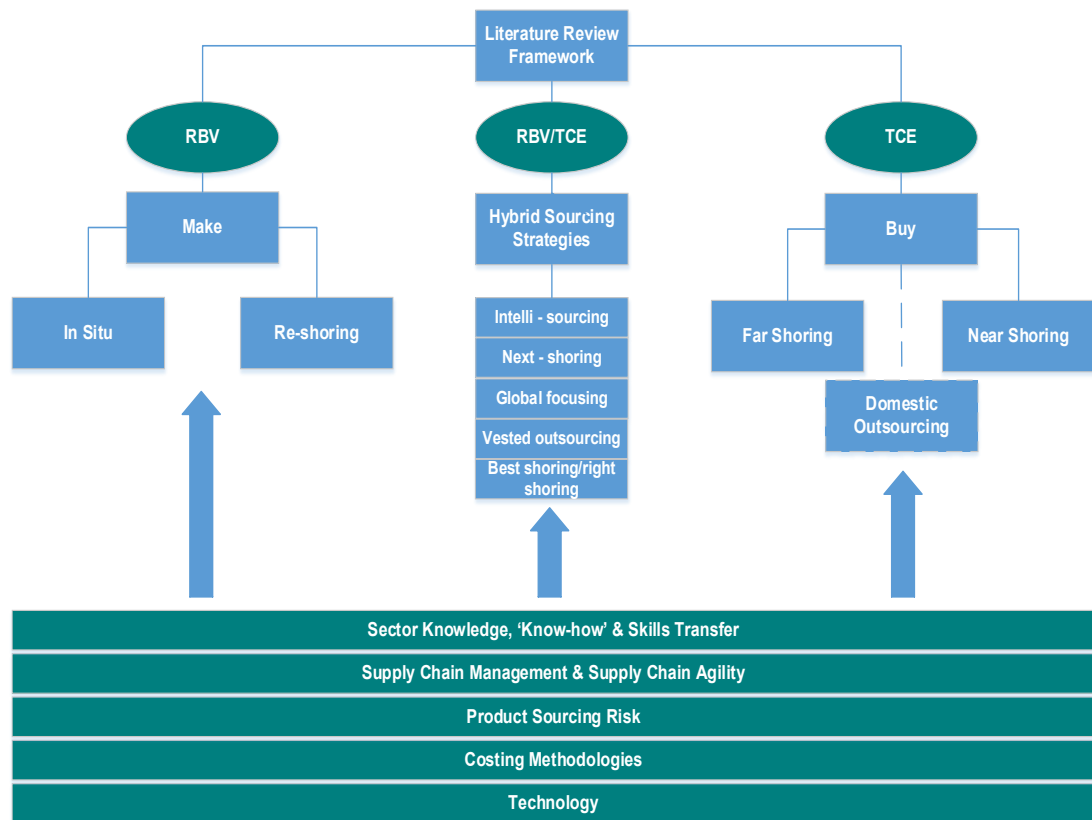 Literature Review
Framework
RBV
RBV/TCE
TCE
Make
Hybrid Sourcing
Strategies
Buy
In Situ
Re-shoring
Intelli - sourcing
Next - shoring
Global focusing
Vested outsourcing
Best shoring/right
shoring
Far Shoring
Near Shoring
Domestic
Outsourcing
Sector Knowledge, ‘Know-how’ & Skills Transfer
Supply Chain Management & Supply Chain Agility
Product Sourcing Risk
Costing Methodologies
Technology